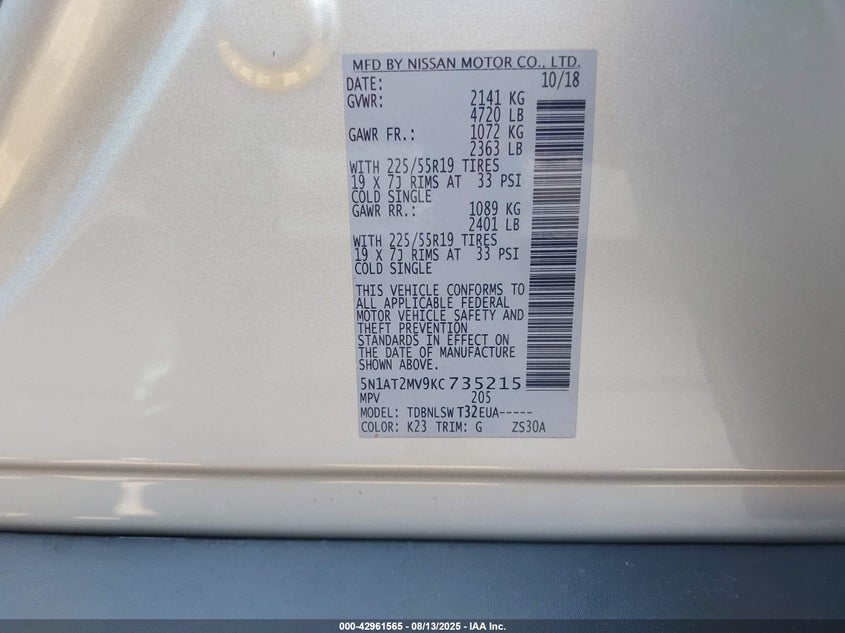 MFD BY NISSAN MOTOR CO., LTD.
DATE: 10/18
GVWR: 2141 KG
4720 LB
GAWR FR.: 1072 KG
2363 LB
WITH 225/55R19 TIRES
19 X 7J RIMS AT 33 PSI
COLD SINGLE
GAWR RR.: 1089 KG
2401 LB
WITH 225/55R19 TIRES
19 X 7J RIMS AT 33 PSI
COLD SINGLE
THIS VEHICLE CONFORMS TO
ALL APPLICABLE FEDERAL
MOTOR VEHICLE SAFETY AND
THEFT PREVENTION
STANDARDS IN EFFECT ON
THE DATE OF MANUFACTURE
SHOWN ABOVE.
5N1AT2MV9KC735215
MPV 205
MODEL: TDBNLSWT32EUA-----
COLOR: K23 TRIM: G ZS30A
000-42961565 - 08/13/2025 - IAA Inc.